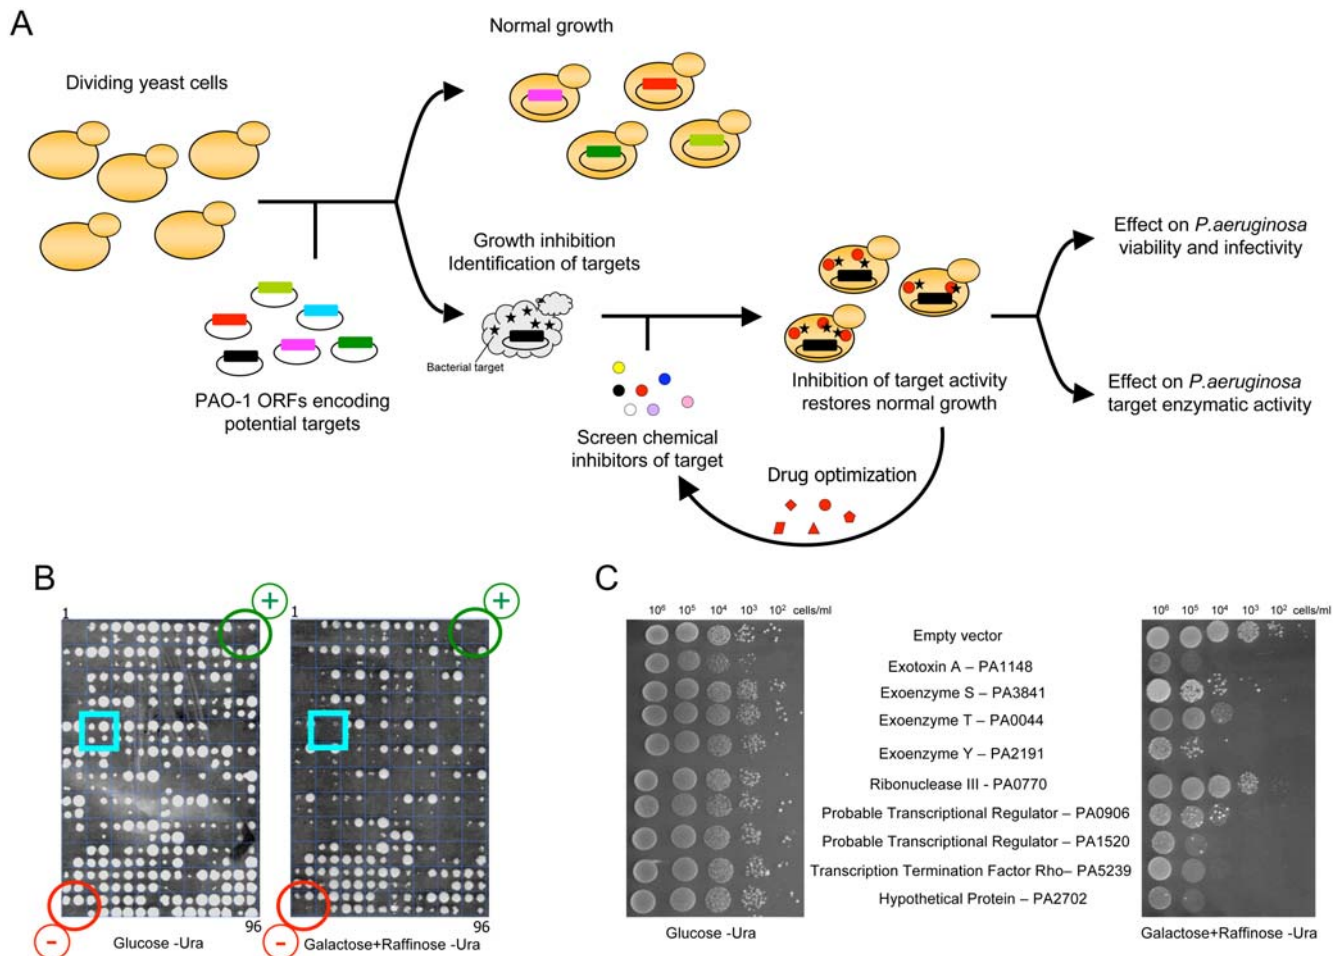 A
Normal growth
Dividing yeast cells
Growth inhibition
Identification of targets
Bacterial target
PAO-1 ORFs encoding
potential targets
Screen chemical
inhibitors of target
Inhibition of target activity
restores normal growth
Drug optimization
Effect on P.aeruginosa
viability and infectivity
Effect on P.aeruginosa
target enzymatic activity
B
1
+
1
+
-
96
Glucose -Ura
-
96
Galactose+Raffinose -Ura
C
10⁶ 10⁵ 10⁴ 10³ 10² cells/ml
10⁶ 10⁵ 10⁴ 10³ 10² cells/ml
Empty vector
Exotoxin A – PA1148
Exoenzyme S – PA3841
Exoenzyme T – PA0044
Exoenzyme Y – PA2191
Ribonuclease III - PA0770
Probable Transcriptional Regulator – PA0906
Probable Transcriptional Regulator – PA1520
Transcription Termination Factor Rho– PA5239
Hypothetical Protein – PA2702
Glucose -Ura
Galactose+Raffinose -Ura